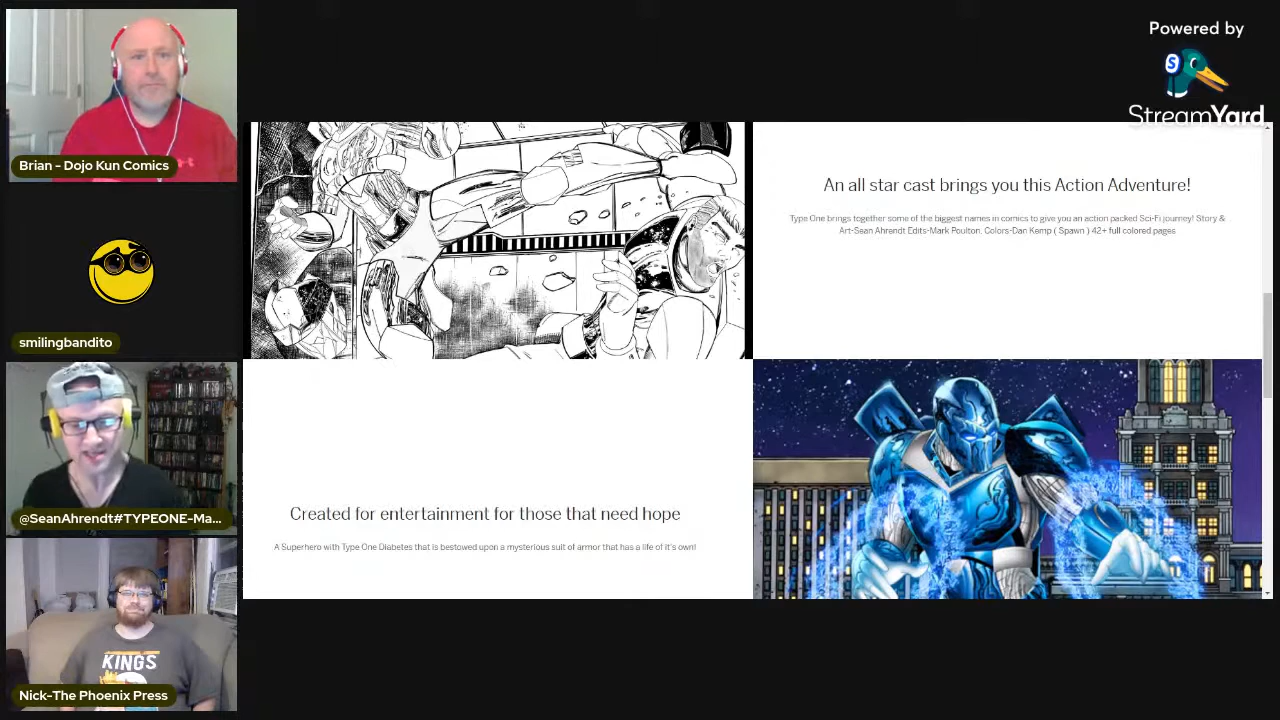 Powered by
S
StreamYard
Brian - Dojo Kun Comics
smilingbandito
@SeanAhrendt#TYPEONE-Ma...
KINGS
Nick-The Phoenix Press
An all star cast brings you this Action Adventure!
Type One brings together some of the biggest names in comics to give you an action packed Sci-Fi journey! Story &
Art-Sean Ahrendt Edits-Mark Poulton, Colors-Dan Kemp ( Spawn ) 42+ full colored pages
Created for entertainment for those that need hope
A Superhero with Type One Diabetes that is bestowed upon a mysterious suit of armor that has a life of it's own!